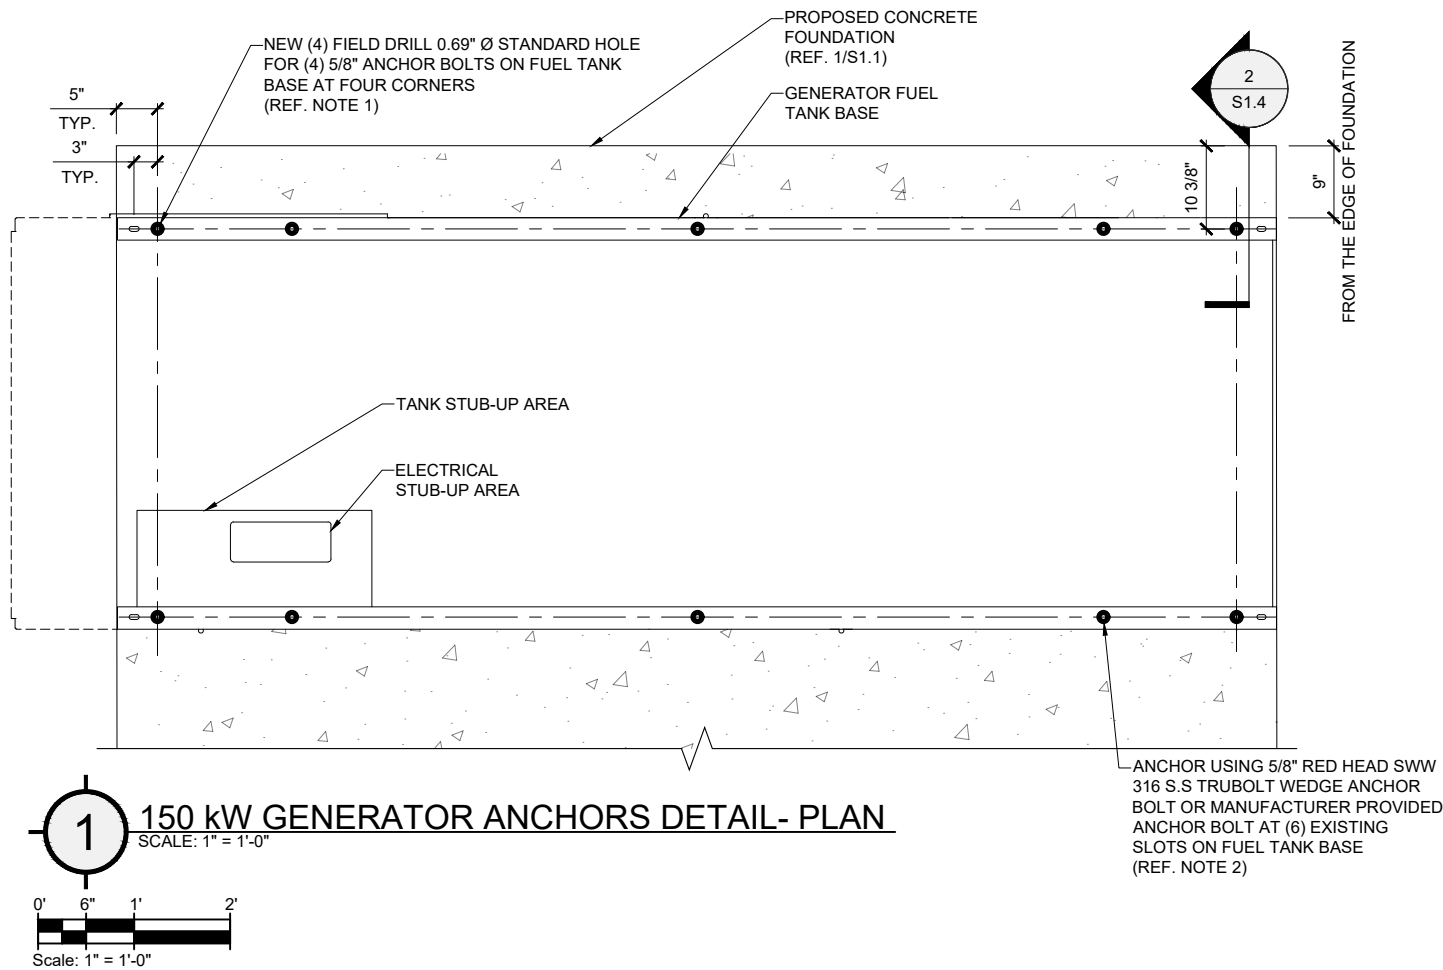 NEW (4) FIELD DRILL 0.69" Ø STANDARD HOLE
FOR (4) 5/8" ANCHOR BOLTS ON FUEL TANK
BASE AT FOUR CORNERS
(REF. NOTE 1)
PROPOSED CONCRETE
FOUNDATION
(REF. 1/S1.1)
GENERATOR FUEL
TANK BASE
2
S1.4
5"
TYP.
3"
TYP.
10 3/8"
9"
FROM THE EDGE OF FOUNDATION
TANK STUB-UP AREA
ELECTRICAL
STUB-UP AREA
ANCHOR USING 5/8" RED HEAD SWW
316 S.S TRUBOLT WEDGE ANCHOR
BOLT OR MANUFACTURER PROVIDED
ANCHOR BOLT AT (6) EXISTING
SLOTS ON FUEL TANK BASE
(REF. NOTE 2)
1
150 kW GENERATOR ANCHORS DETAIL- PLAN
SCALE: 1" = 1'-0"
0' 6" 1' 2'
Scale: 1" = 1'-0"